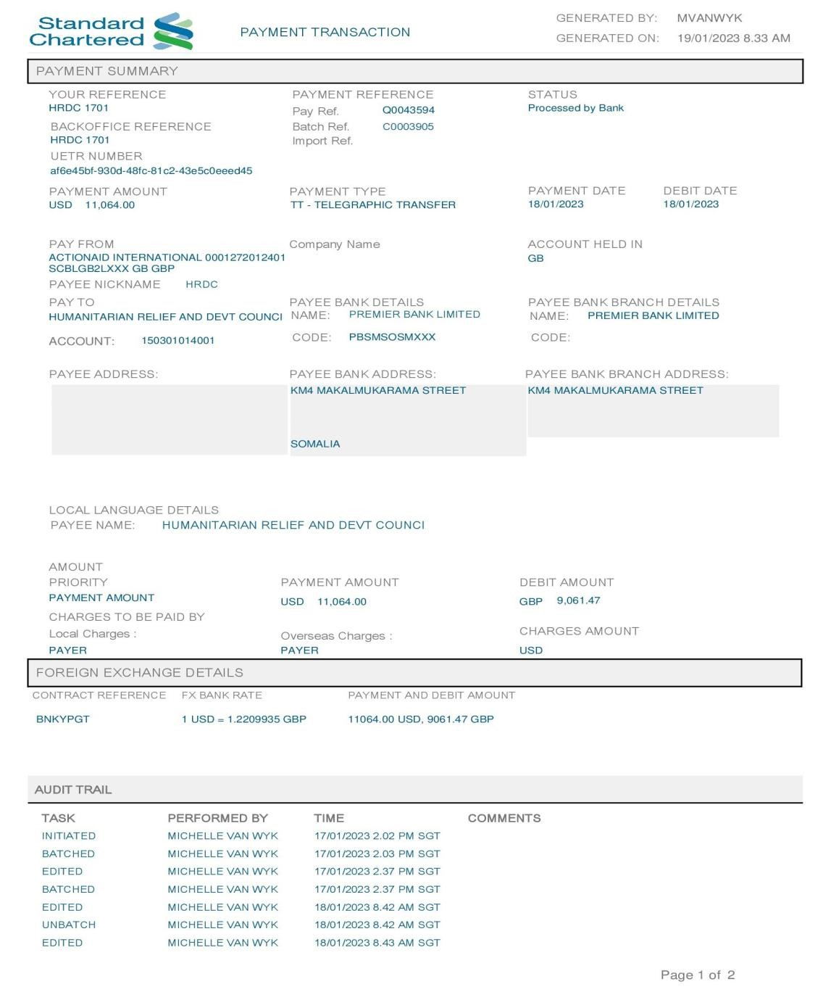 Standard Chartered
PAYMENT TRANSACTION
GENERATED BY: MVANWYK
GENERATED ON: 19/01/2023 8.33 AM
PAYMENT SUMMARY
YOUR REFERENCE PAYMENT REFERENCE STATUS
HRDC 1701 Pay Ref. Q0043594 Processed by Bank
BACKOFFICE REFERENCE Batch Ref. C0003905
HRDC 1701 Import Ref.
UETR NUMBER
af6e45bf-930d-48fc-81c2-43e5c0eeed45
PAYMENT AMOUNT PAYMENT TYPE PAYMENT DATE DEBIT DATE
USD 11,064.00 TT - TELEGRAPHIC TRANSFER 18/01/2023 18/01/2023
PAY FROM Company Name ACCOUNT HELD IN
ACTIONAID INTERNATIONAL 0001272012401 GB
SCBLGB2LXXX GB GBP
PAYEE NICKNAME HRDC
PAY TO PAYEE BANK DETAILS PAYEE BANK BRANCH DETAILS
HUMANITARIAN RELIEF AND DEVT COUNCI NAME: PREMIER BANK LIMITED NAME: PREMIER BANK LIMITED
ACCOUNT: 150301014001 CODE: PBSMSOSMXXX CODE:
PAYEE ADDRESS: PAYEE BANK ADDRESS: PAYEE BANK BRANCH ADDRESS:
KM4 MAKALMUKARAMA STREET KM4 MAKALMUKARAMA STREET
SOMALIA
LOCAL LANGUAGE DETAILS
PAYEE NAME: HUMANITARIAN RELIEF AND DEVT COUNCI
AMOUNT
PRIORITY PAYMENT AMOUNT DEBIT AMOUNT
PAYMENT AMOUNT USD 11,064.00 GBP 9,061.47
CHARGES TO BE PAID BY
Local Charges : Overseas Charges : CHARGES AMOUNT
PAYER PAYER USD
FOREIGN EXCHANGE DETAILS
CONTRACT REFERENCE FX BANK RATE PAYMENT AND DEBIT AMOUNT
BNKYPGT 1 USD = 1.2209935 GBP 11064.00 USD, 9061.47 GBP
AUDIT TRAIL
TASK PERFORMED BY TIME COMMENTS
INITIATED MICHELLE VAN WYK 17/01/2023 2.02 PM SGT
BATCHED MICHELLE VAN WYK 17/01/2023 2.03 PM SGT
EDITED MICHELLE VAN WYK 17/01/2023 2.37 PM SGT
BATCHED MICHELLE VAN WYK 17/01/2023 2.37 PM SGT
EDITED MICHELLE VAN WYK 18/01/2023 8.42 AM SGT
UNBATCH MICHELLE VAN WYK 18/01/2023 8.42 AM SGT
EDITED MICHELLE VAN WYK 18/01/2023 8.43 AM SGT
Page 1 of 2